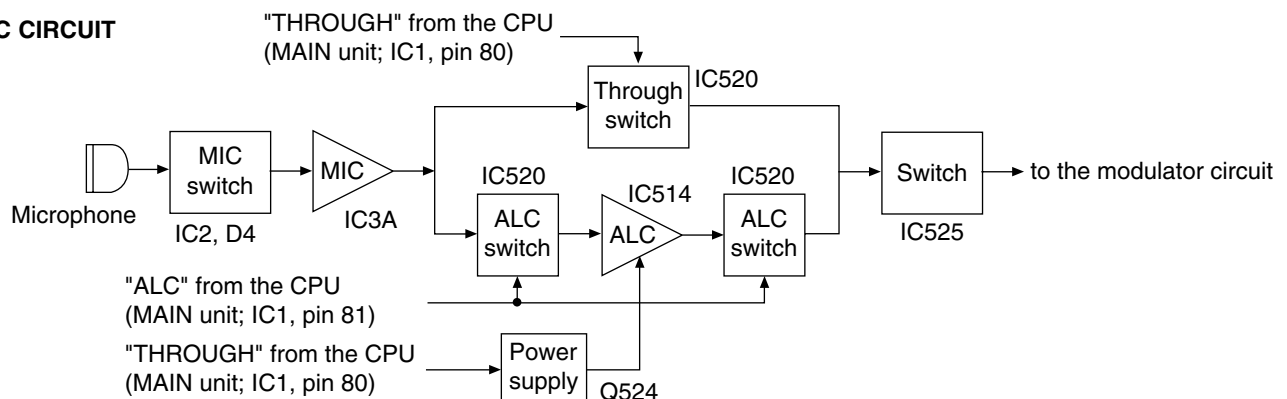 C CIRCUIT
"THROUGH" from the CPU
(MAIN unit; IC1, pin 80)
Through
switch
IC520
MIC
switch
MIC
Switch
to the modulator circuit
IC520
IC514
IC520
Microphone
IC2, D4
IC3A
ALC
switch
ALC
ALC
switch
IC525
"ALC" from the CPU
(MAIN unit; IC1, pin 81)
"THROUGH" from the CPU
(MAIN unit; IC1, pin 80)
Power
supply
Q524